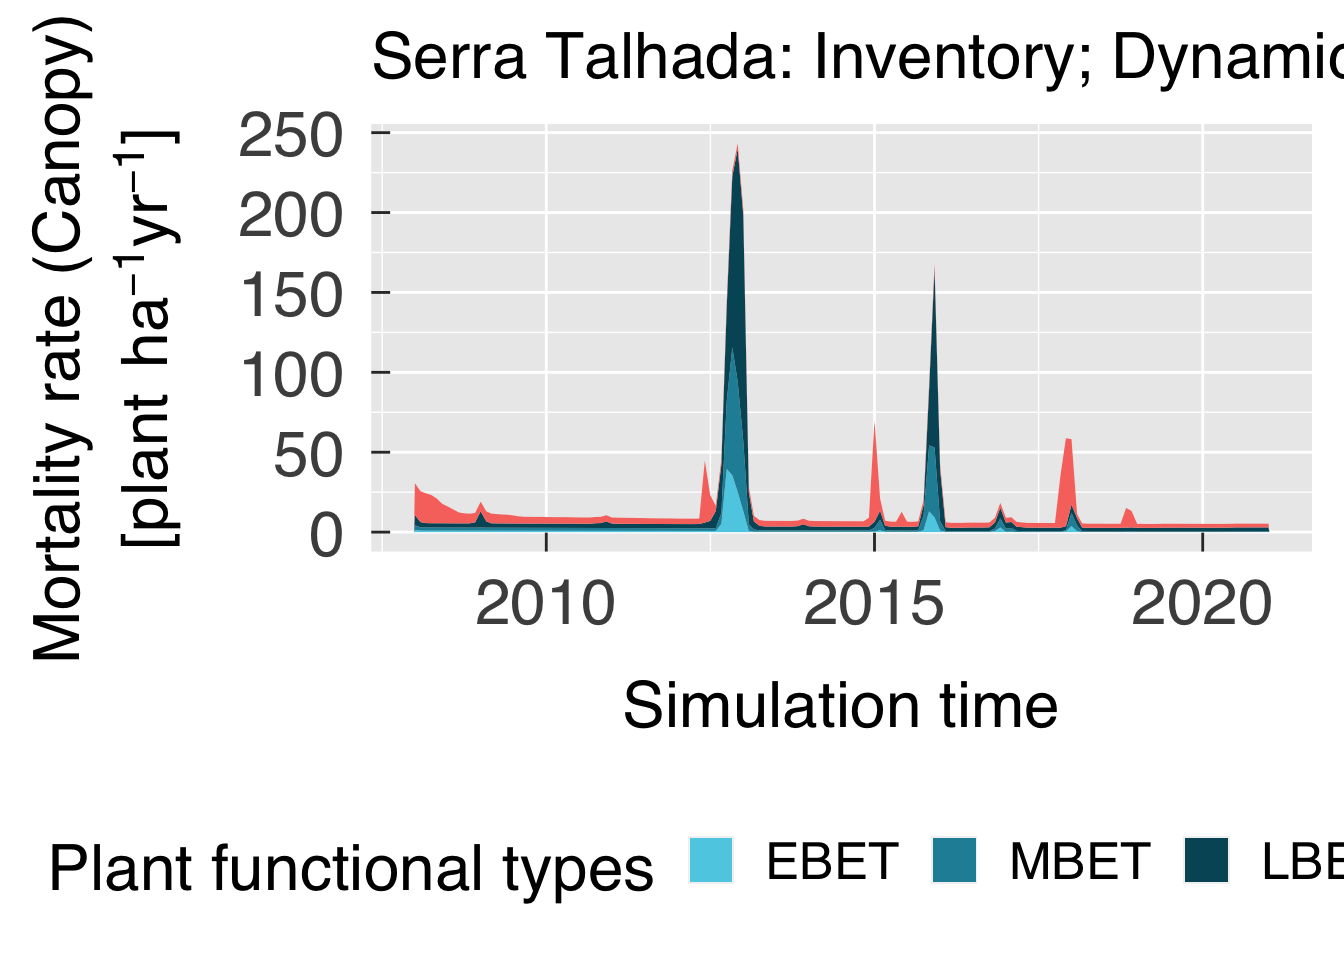 Serra Talhada: Inventory; Dynamic
Mortality rate (Canopy)
[plant ha⁻¹yr⁻¹]
250
200
150
100
50
0
2010 2015 2020
Simulation time
Plant functional types EBET MBET LBE